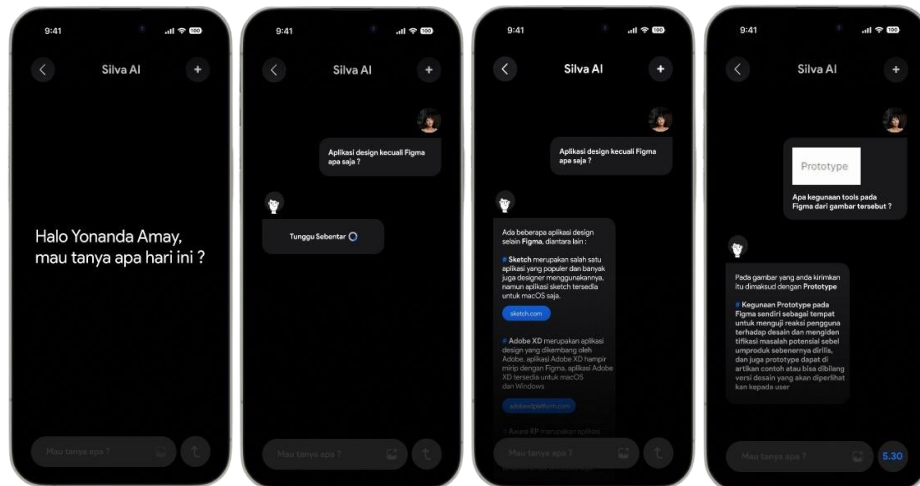 9:41
100
Silva AI
+
Halo Yonanda Amay,
mau tanya apa hari ini ?
Mau tanya apa ?
9:41
100
Silva AI
+
Aplikasi design kecuali Figma
apa saja ?
Tunggu Sebentar
Mau tanya apa ?
9:41
100
Silva AI
+
Aplikasi design kecuali Figma
apa saja ?
Ada beberapa aplikasi design
selain Figma, diantara lain :
# Sketch merupakan salah satu
aplikasi yang populer dan banyak
juga designer menggunakannya,
namun aplikasi sketch tersedia
untuk macOS saja.
sketch.com
# Adobe XD merupakan aplikasi
design yang dikembang oleh
Adobe, aplikasi Adobe XD hampir
mirip dengan Figma, aplikasi Adobe
XD tersedia untuk macOS
dan Windows
# Axure RP merupakan aplikasi
Mau tanya apa ?
9:41
100
Silva AI
+
Prototype
Apa kegunaan tools pada
Figma dari gambar tersebut ?
Pada gambar yang anda kirimkan
itu dimaksud dengan Prototype
# Kegunaan Prototype pada
Figma sendiri sebagai tempat
untuk menguji reaksi pengguna
terhadap desain dan mengiden
tifikasi masalah potensial sebel
umproduk sebenernya dirilis,
dan juga prototype dapat di
artikan contoh atau bisa dibilang
versi desain yang akan diperlihat
kan kepada user
Mau tanya apa ?
5.30